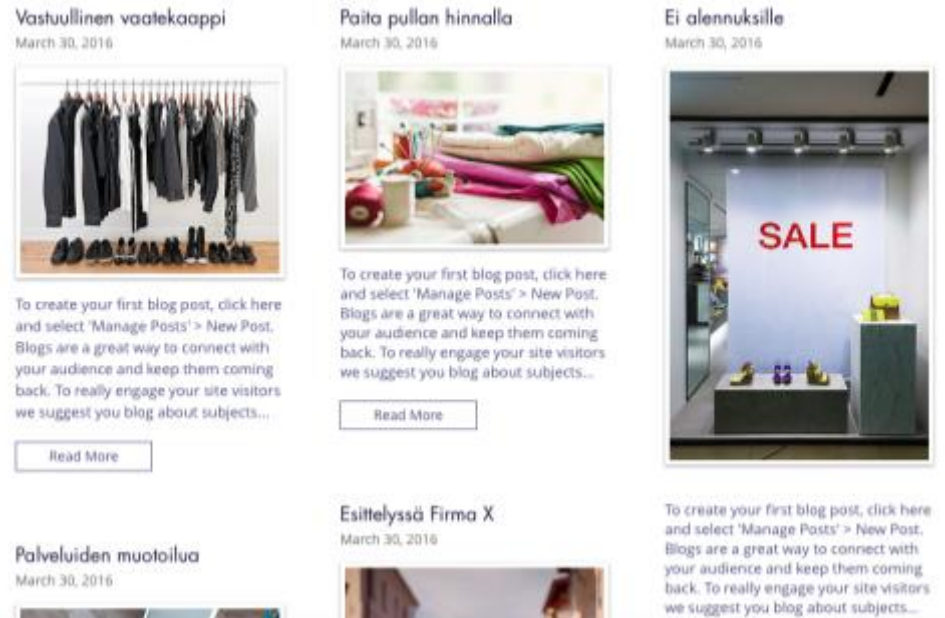 Vastuullinen vaatekaappi
March 30, 2016
To create your first blog post, click here
and select 'Manage Posts' > New Post.
Blogs are a great way to connect with
your audience and keep them coming
back. To really engage your site visitors
we suggest you blog about subjects...
Read More
Palveluiden muotoilua
March 30, 2016
Paita pullan hinnalla
March 30, 2016
To create your first blog post, click here
and select 'Manage Posts' > New Post.
Blogs are a great way to connect with
your audience and keep them coming
back. To really engage your site visitors
we suggest you blog about subjects...
Read More
Esittelyssä Firma X
March 30, 2016
Ei alennuksille
March 30, 2016
SALE
To create your first blog post, click here
and select 'Manage Posts' > New Post.
Blogs are a great way to connect with
your audience and keep them coming
back. To really engage your site visitors
we suggest you blog about subjects...